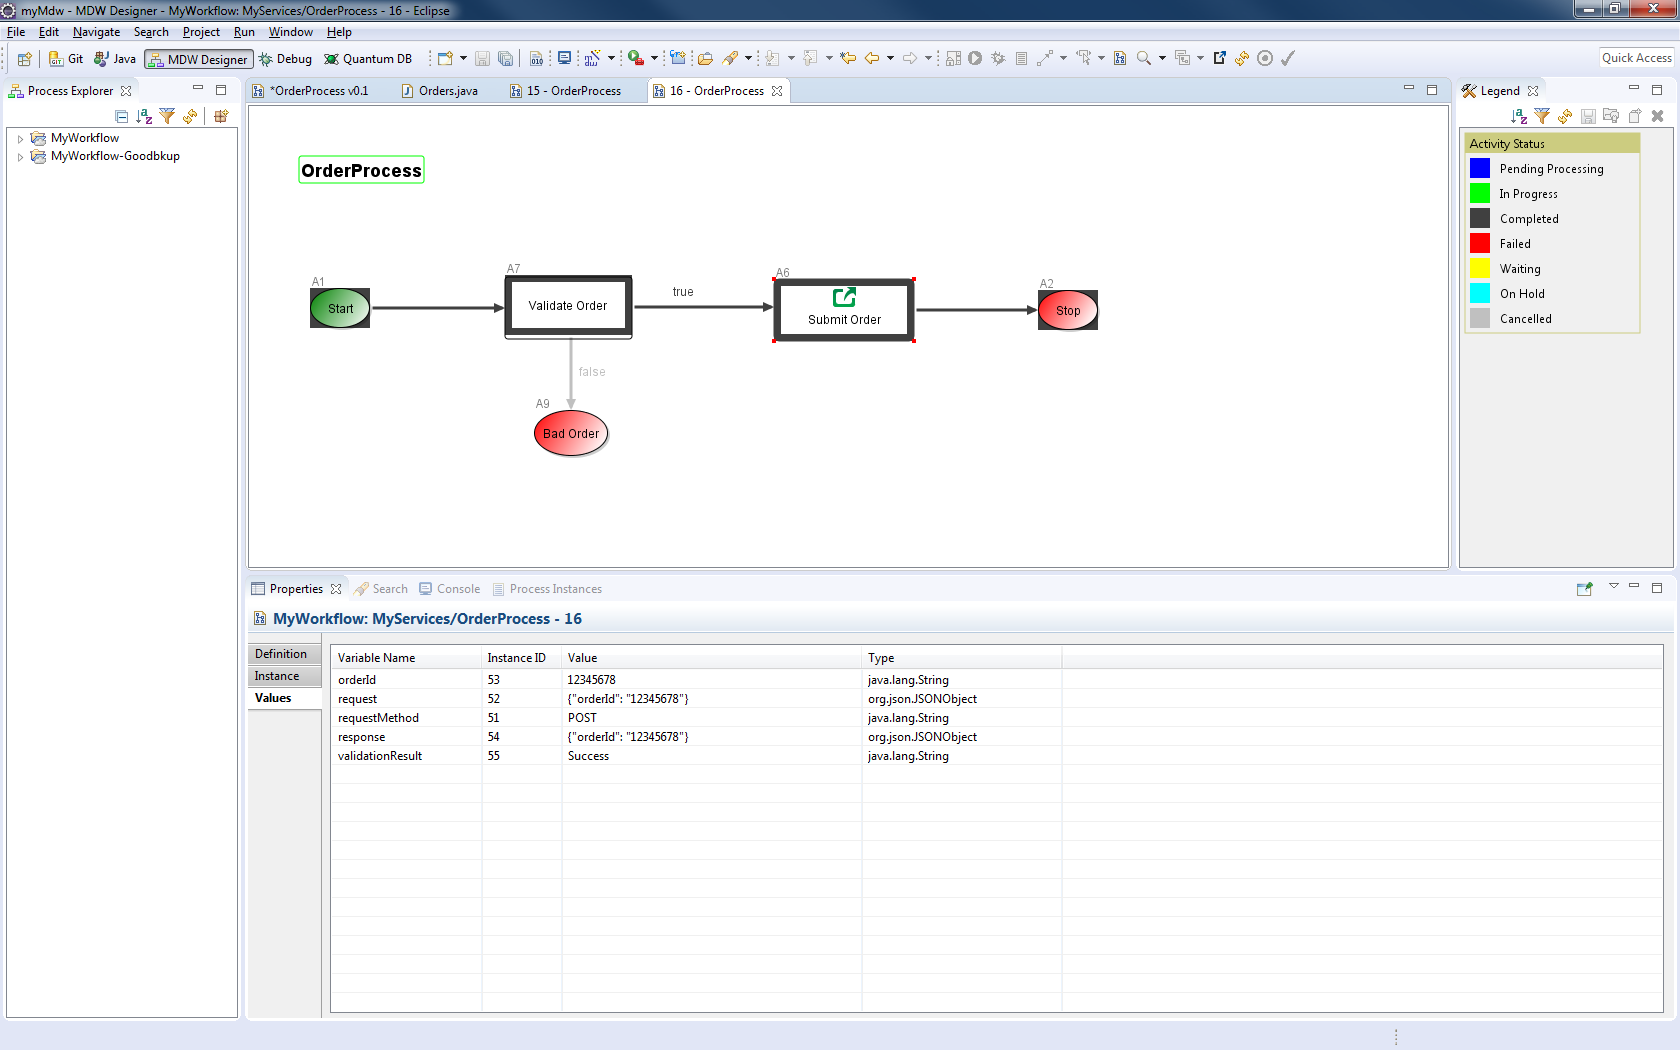 myMdw - MDW Designer - MyWorkflow: MyServices/OrderProcess - 16 - Eclipse
File Edit Navigate Search Project Run Window Help
Git Java MDW Designer Debug Quantum DB Quick Access
Process Explorer
MyWorkflow
MyWorkflow-Goodbkup
*OrderProcess v0.1 Orders.java 15 - OrderProcess 16 - OrderProcess
OrderProcess
A1
Start
A7
Validate Order
true
A6
Submit Order
A2
Stop
false
A9
Bad Order
Legend
Activity Status
Pending Processing
In Progress
Completed
Failed
Waiting
On Hold
Cancelled
Properties Search Console Process Instances
MyWorkflow: MyServices/OrderProcess - 16
Definition
Instance
Values
Variable Name Instance ID Value Type
orderId 53 12345678 java.lang.String
request 52 {"orderId": "12345678"} org.json.JSONObject
requestMethod 51 POST java.lang.String
response 54 {"orderId": "12345678"} org.json.JSONObject
validationResult 55 Success java.lang.String